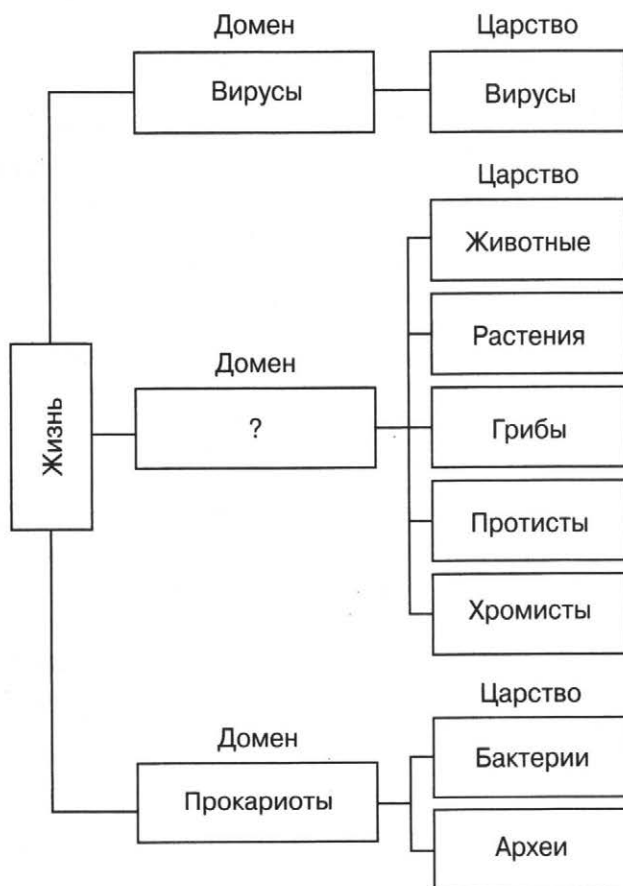 Домен
Царство
Вирусы
Вирусы
Царство
Животные
Растения
Домен
Жизнь
?
Грибы
Протисты
Хромисты
Царство
Домен
Бактерии
Прокариоты
Археи